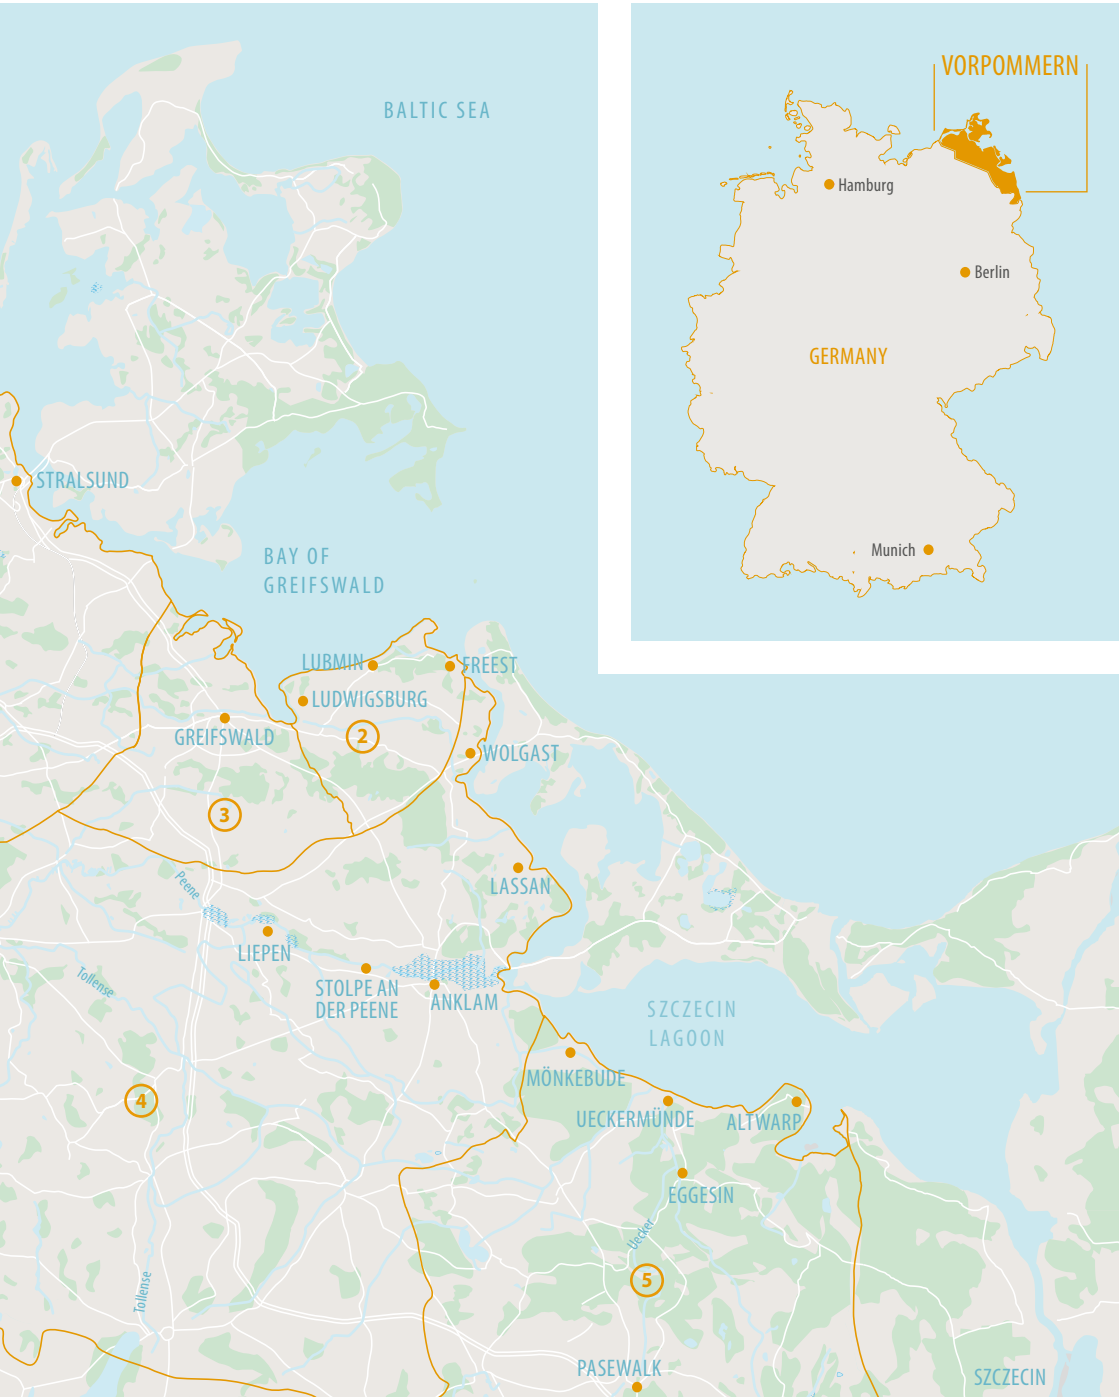 BALTIC SEA
VORPOMMERN
Hamburg
Berlin
GERMANY
Munich
STRALSUND
BAY OF
GREIFSWALD
LUBMIN
FREEST
LUDWIGSBURG
GREIFSWALD
2
WOLGAST
3
Peene
LASSAN
LIEPEN
Tollense
STOLPE AN
DER PEENE
ANKLAM
SZCZECIN
LAGOON
MÖNKEBUDE
4
UECKERMÜNDE
ALTWARP
EGGESIN
Uecker
5
Tollense
PASEWALK
SZCZECIN